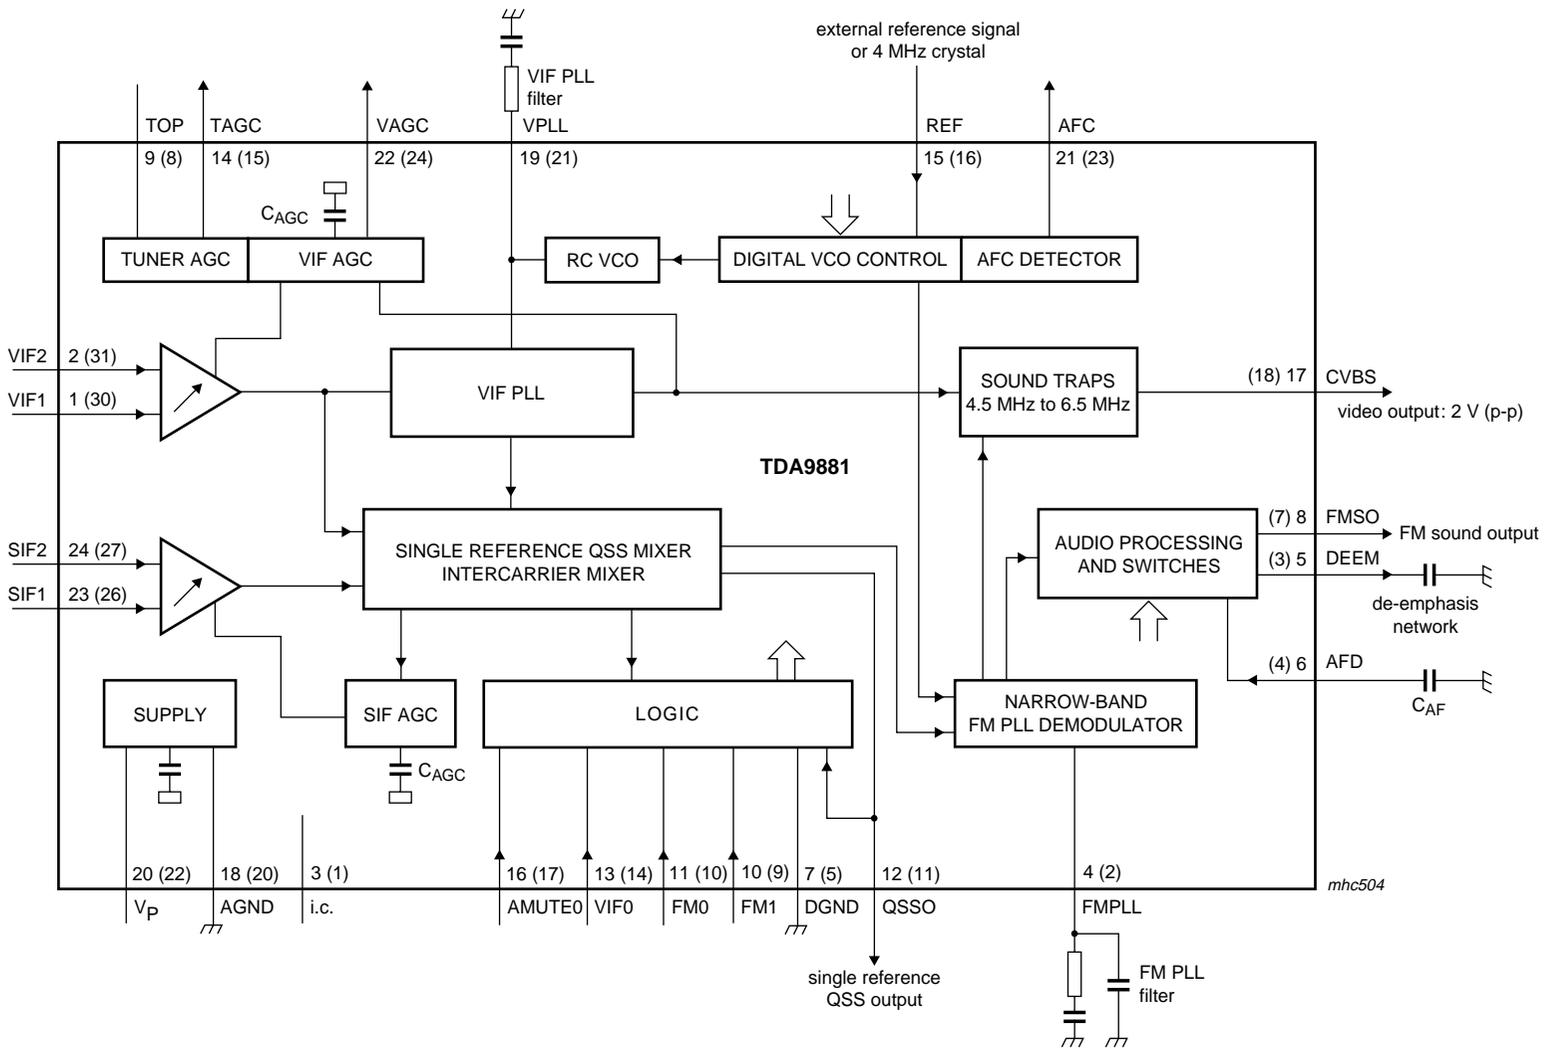 external reference signal
or 4 MHz crystal
VIF PLL
filter
TOP
TAGC
VAGC
VPLL
REF
AFC
9 (8)
14 (15)
22 (24)
19 (21)
15 (16)
21 (23)
CAGC
TUNER AGC
VIF AGC
RC VCO
DIGITAL VCO CONTROL
AFC DETECTOR
VIF2
2 (31)
VIF1
1 (30)
VIF PLL
SOUND TRAPS
4.5 MHz to 6.5 MHz
(18) 17
CVBS
video output: 2 V (p-p)
TDA9881
SIF2
24 (27)
SIF1
23 (26)
SINGLE REFERENCE QSS MIXER
INTERCARRIER MIXER
AUDIO PROCESSING
AND SWITCHES
(7) 8
FMSO
FM sound output
(3) 5
DEEM
de-emphasis
network
(4) 6
AFD
CAF
SUPPLY
SIF AGC
LOGIC
NARROW-BAND
FM PLL DEMODULATOR
CAGC
20 (22)
18 (20)
3 (1)
16 (17)
13 (14)
11 (10)
10 (9)
7 (5)
12 (11)
4 (2)
mhc504
VP
AGND
i.c.
AMUTE0
VIF0
FM0
FM1
DGND
QSSO
FMPLL
single reference
QSS output
FM PLL
filter